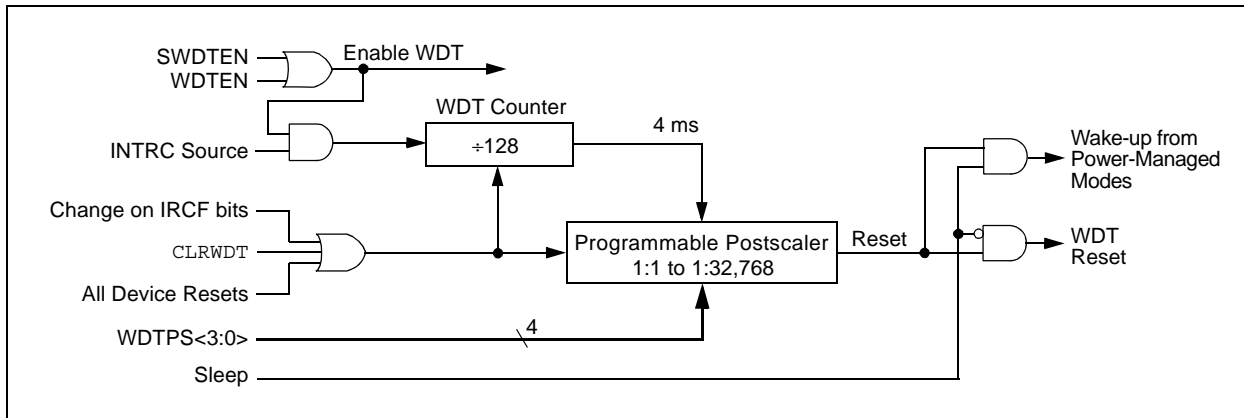 SWDTEN
Enable WDT
WDTEN
WDT Counter
4 ms
INTRC Source
÷128
Wake-up from
Power-Managed
Modes
Change on IRCF bits
CLRWDT
All Device Resets
Programmable Postscaler
1:1 to 1:32,768
Reset
WDT
Reset
WDTPS<3:0>
4
Sleep